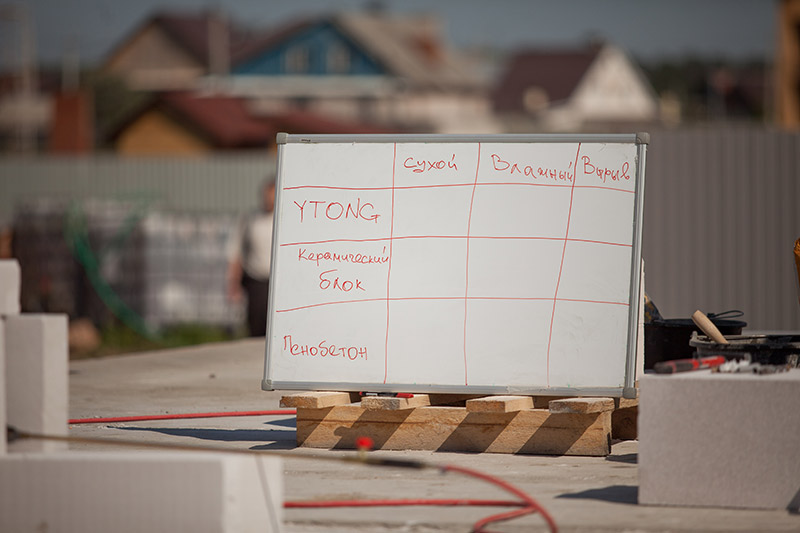 Сухой Влажный Взрыв
YTONG
Керамический
блок
Пенобетон